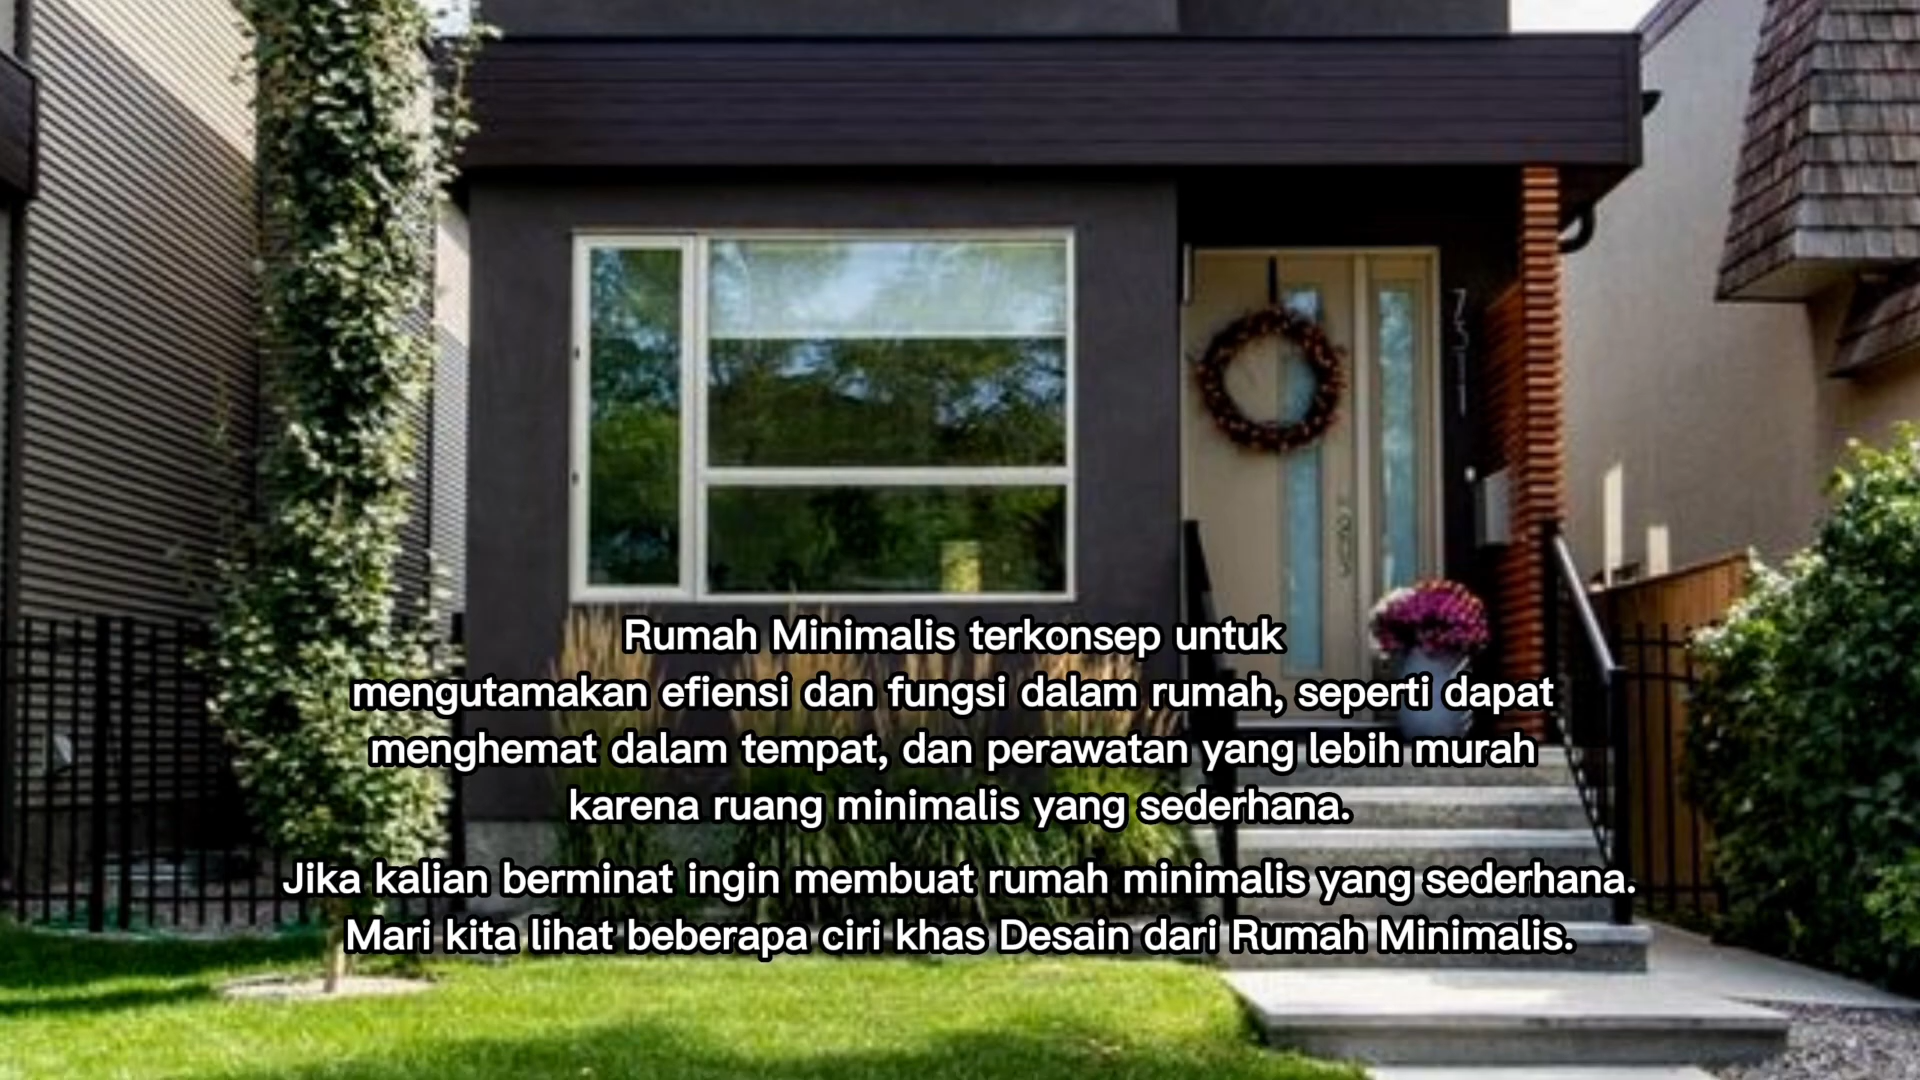 7511
Rumah Minimalis terkonsep untuk
mengutamakan efiensi dan fungsi dalam rumah, seperti dapat
menghemat dalam tempat, dan perawatan yang lebih murah
karena ruang minimalis yang sederhana.
Jika kalian berminat ingin membuat rumah minimalis yang sederhana.
Mari kita lihat beberapa ciri khas Desain dari Rumah Minimalis.